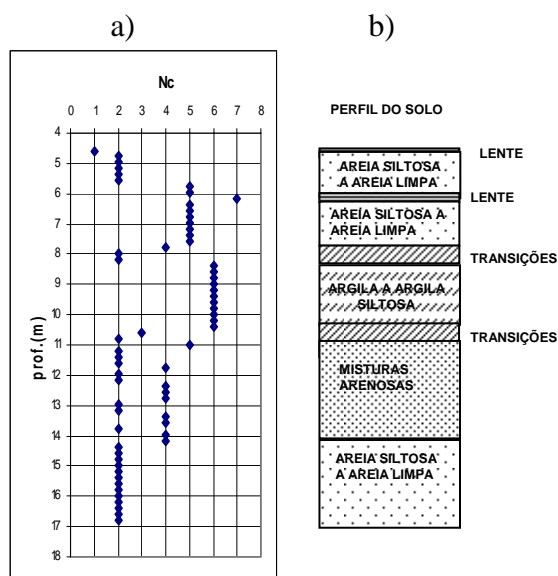 a)
b)
Nc
0 1 2 3 4 5 6 7 8
4
5
6
7
8
9
10
11
12
13
14
15
16
17
18
prof.(m)
PERFIL DO SOLO
LENTE
AREIA SILTOSA
A AREIA LIMPA
LENTE
AREIA SILTOSA A
AREIA LIMPA
TRANSIÇÕES
ARGILA A ARGILA
SILTOSA
TRANSIÇÕES
MISTURAS
ARENOSAS
AREIA SILTOSA
A AREIA LIMPA